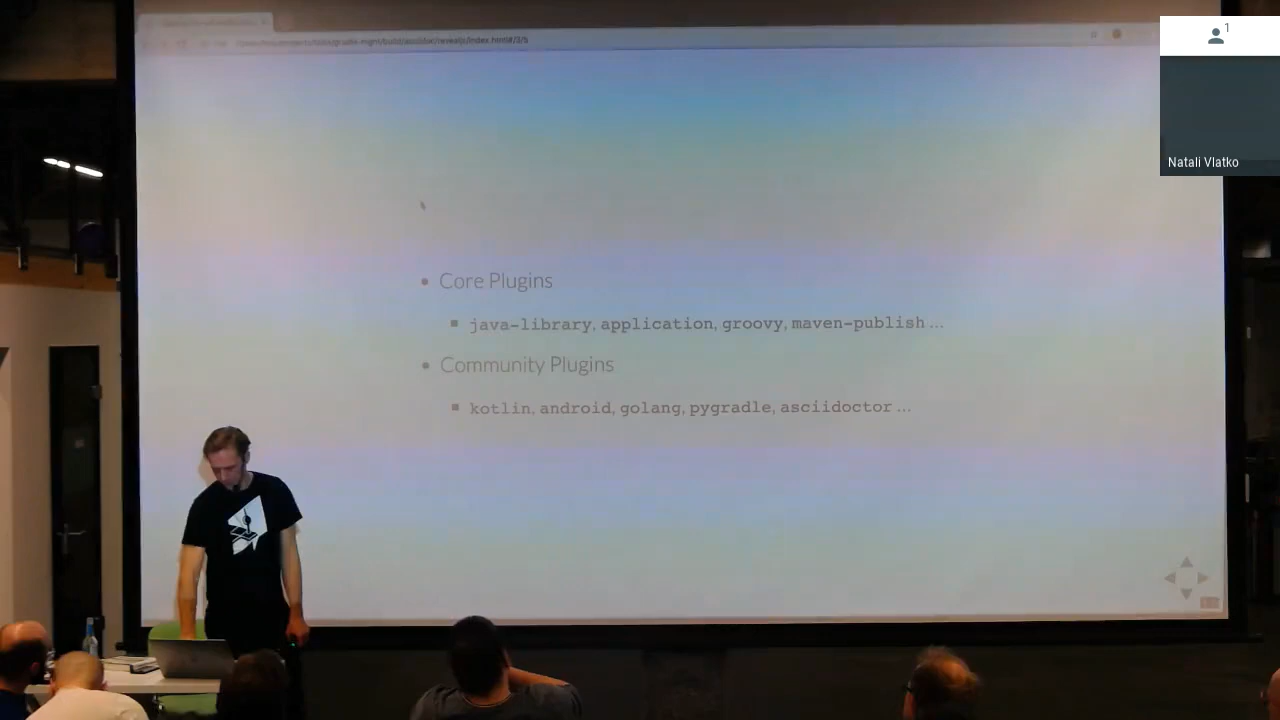 1
Natali Vlatko
• Core Plugins
▪ java-library, application, groovy, maven-publish ...
• Community Plugins
▪ kotlin, android, golang, pygradle, asciidoctor ...